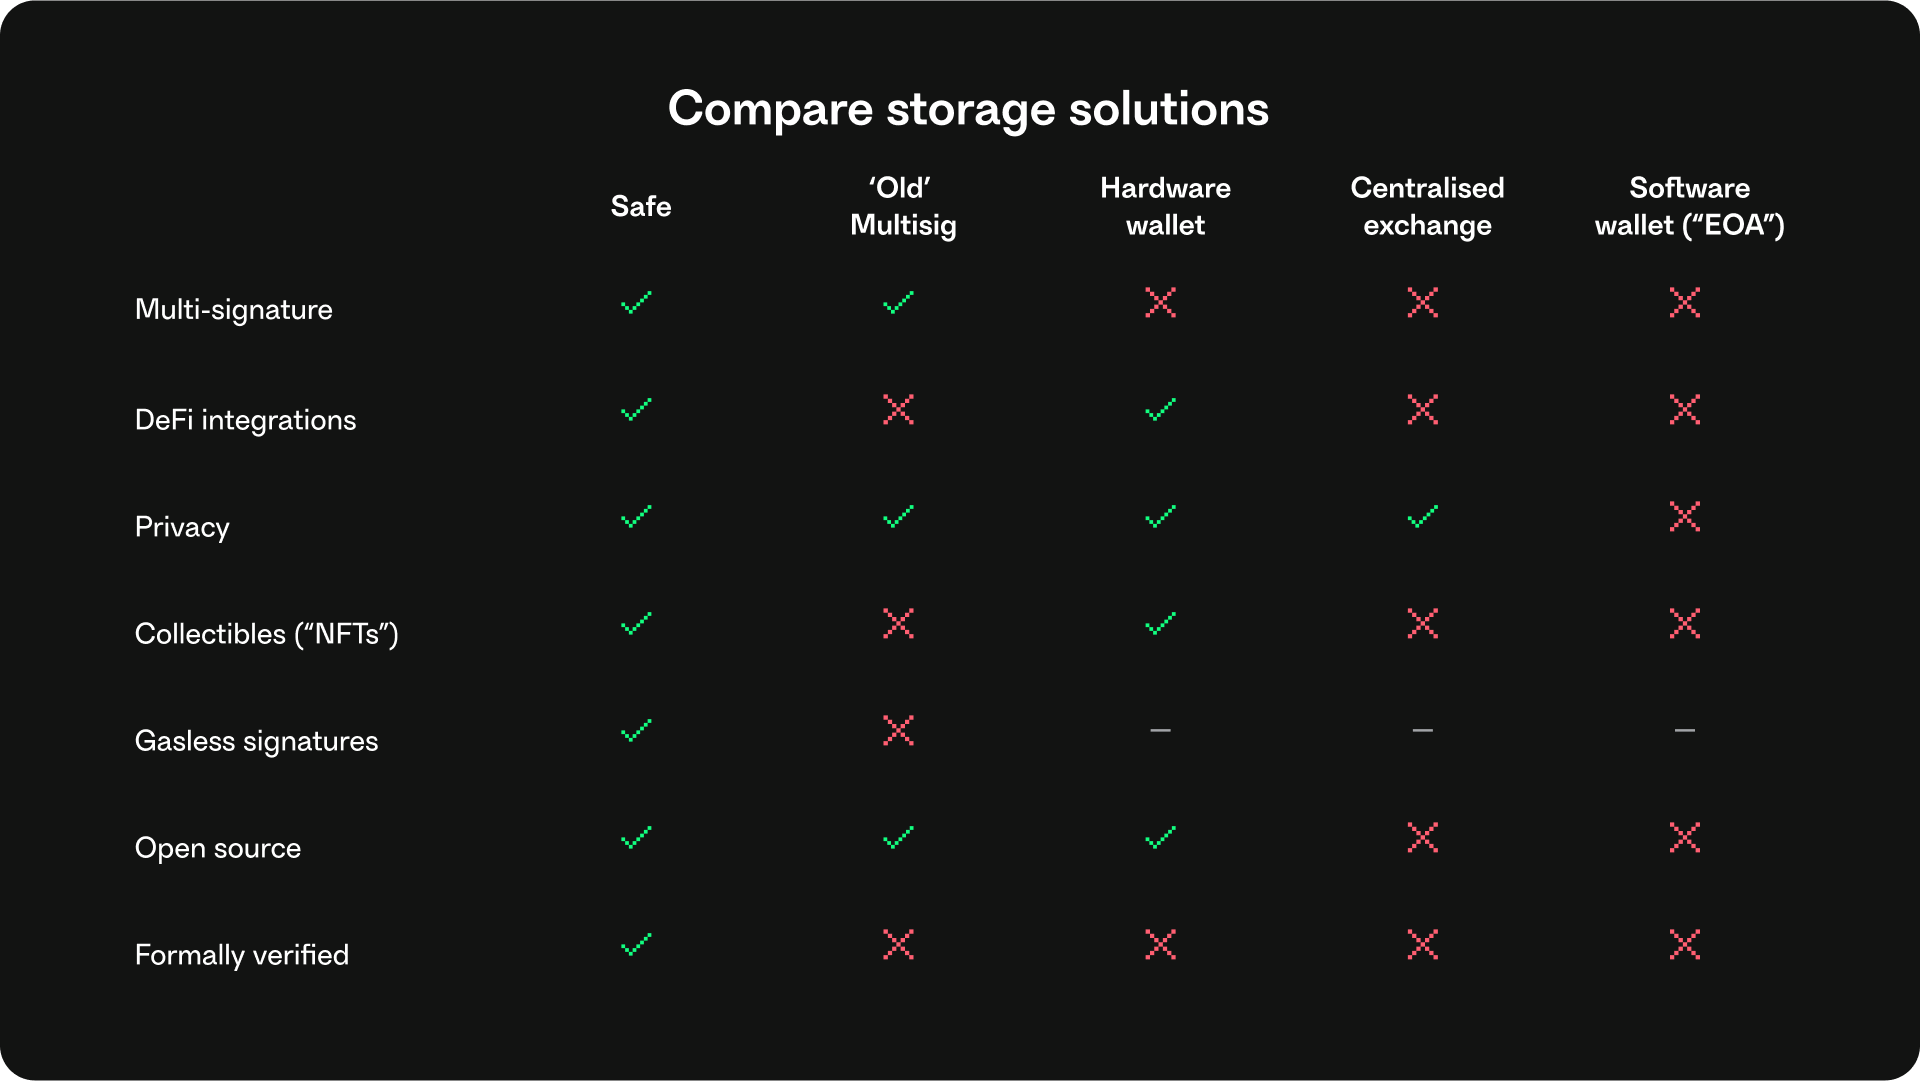 Compare storage solutions
Safe
‘Old’
Multisig
Hardware
wallet
Centralised
exchange
Software
wallet (“EOA”)
Multi-signature
DeFi integrations
Privacy
Collectibles (“NFTs”)
Gasless signatures
Open source
Formally verified